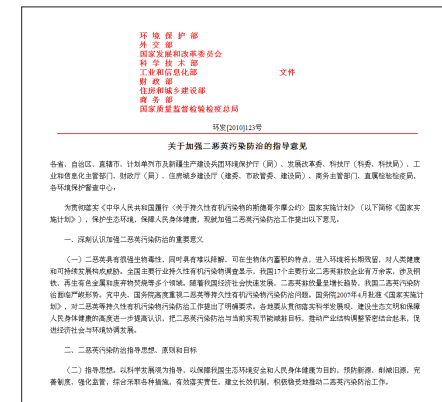 环境保护部
外交部
国家发展和改革委员会
科学技术部
工业和信息化部 文件
财政部
住房和城乡建设部
商务部
国家质量监督检验检疫总局
环发[2010]123号
关于加强二恶英污染防治的指导意见
各省、自治区、直辖市、计划单列市及新疆生产建设兵团环境保护厅（局）、发展改革委、科技厅（科委、科技局）、工
业和信息化主管部门、财政厅（局）、住房城乡建设厅（建委、市政管委、建设局）、商务主管部门、直属检验检疫局，
各环境保护督查中心：
为贯彻落实《中华人民共和国履行〈关于持久性有机污染物的斯德哥尔摩公约〉国家实施计划》（以下简称《国家实
施计划》），保护生态环境，保障人民身体健康，现就加强二恶英污染防治工作提出以下意见。
一、深刻认识加强二恶英污染防治的重要意义
（一）二恶英具有很强生物毒性，同时具有难以降解、可在生物体内蓄积的特点，进入环境将长期残留，对人类健康
和可持续发展构成威胁。全国主要行业持久性有机污染物调查显示，我国17个主要行业二恶英排放企业有万余家，涉及钢
铁、再生有色金属和废弃物焚烧等多个领域。随着我国经济社会快速发展，二恶英排放量呈增长趋势，我国二恶英污染防
治面临严峻形势。党中央、国务院高度重视二恶英等持久性有机污染物污染防治问题。国务院2007年4月批准《国家实施计
划》，对二恶英等持久性有机污染物污染防治工作提出了明确要求。各地要从贯彻落实科学发展观、建设生态文明和保障
人民身体健康的高度进一步提高认识，把二恶英污染防治与当前实现节能减排目标、推动产业结构调整紧密结合起来，促
进经济社会与环境协调发展。
二、二恶英污染防治指导思想、原则和目标
（二）指导思想。以科学发展观为指导，以保障我国生态环境安全和人民身体健康为目的，预防新源、削减旧源，完
善制度、强化监管，综合采取各种措施，有效落实责任，建立长效机制，积极稳妥地推动二恶英污染防治工作。